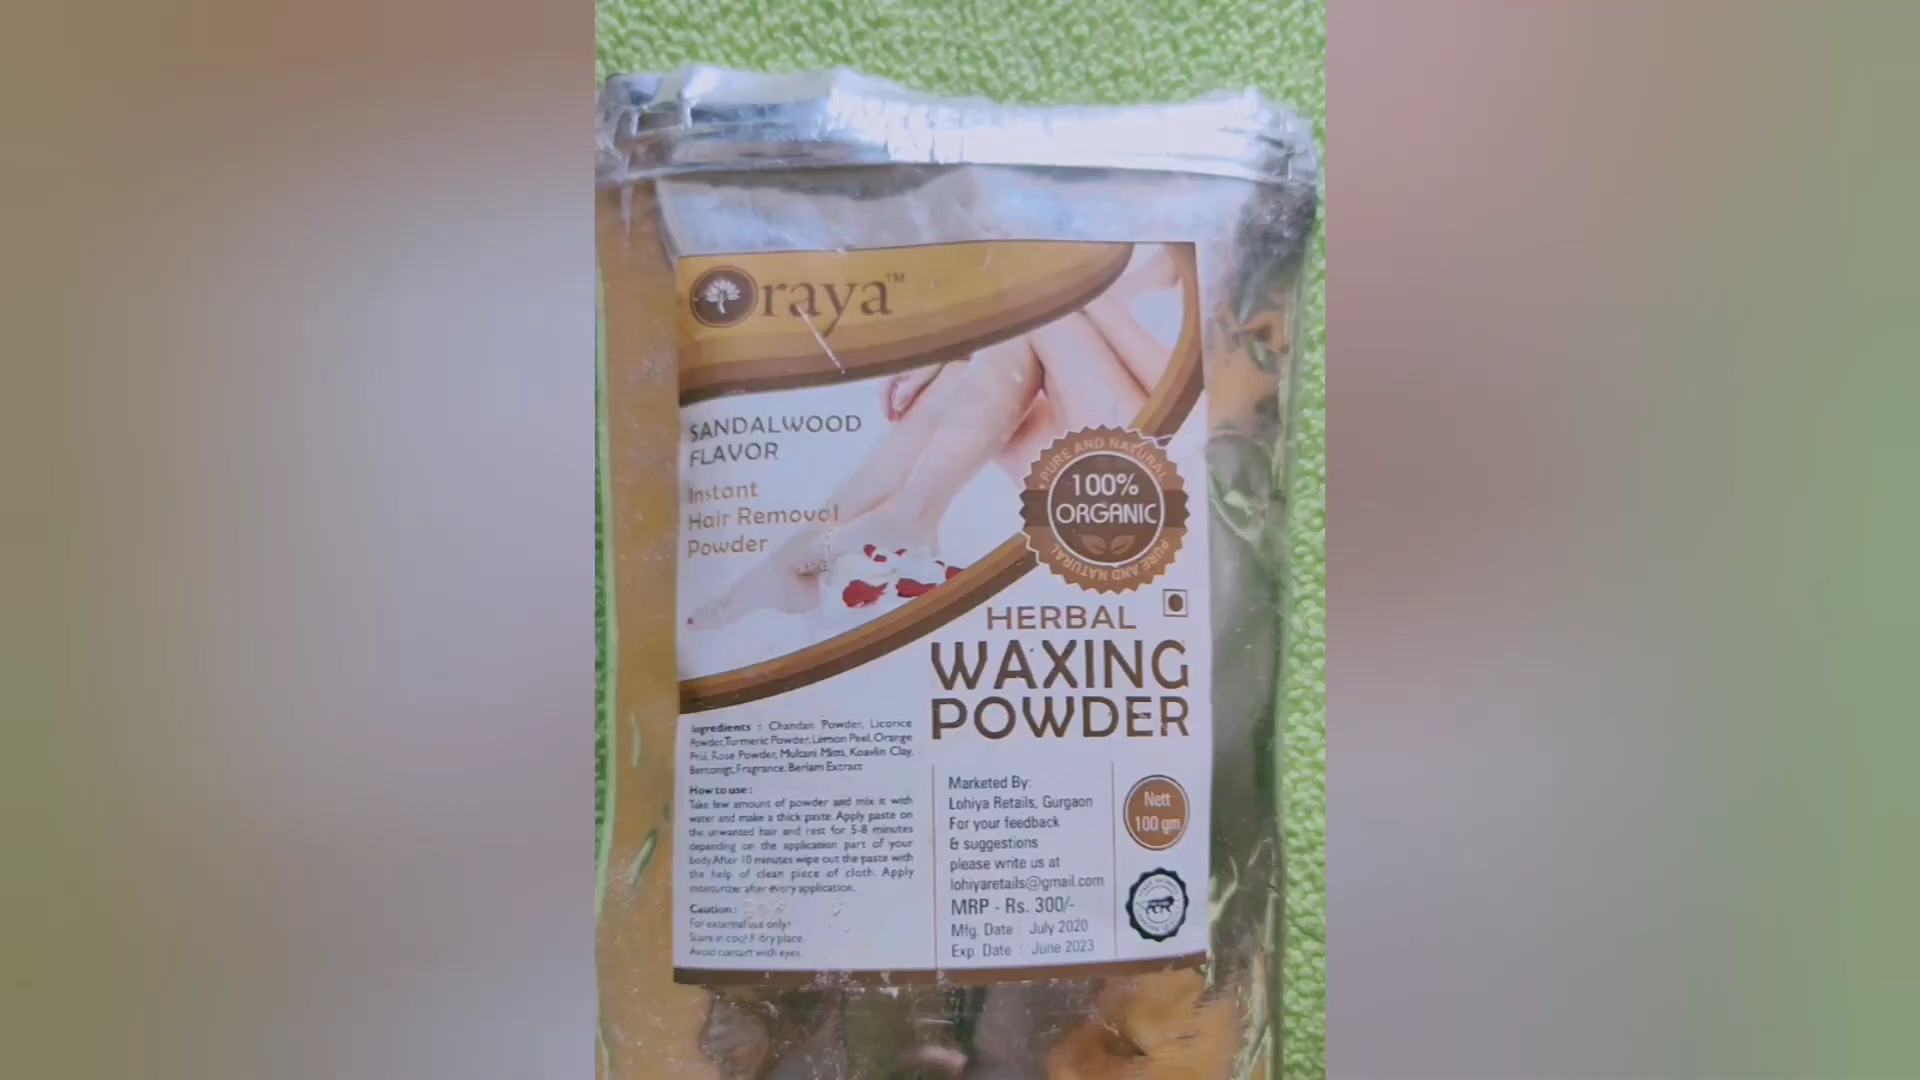 Oraya™
SANDALWOOD
FLAVOR
Instant
Hair Removal
Powder
PURE AND NATURAL
100%
ORGANIC
PURE AND NATURAL
HERBAL
WAXING
POWDER
Ingredients : Chandan Powder, Licorice
Powder, Turmeric Powder, Lemon Peel, Orange
Peel, Rose Powder, Multani Mitti, Koavlin Clay,
Fragrance, Extract
How to use :
Take few amount of powder and mix it with
water and make a thick paste. Apply paste on
the unwanted hair and rest for 5-8 minutes
depending on the application part of your
body. After 10 minutes wipe out the paste with
the help of clean piece of cloth. Apply
moisturizer after every application.
Caution :
For external use only.
Store in cool & dry place.
Avoid contact with eyes.
Marketed By:
Lohiya Retails, Gurgaon
For your feedback
& suggestions
please write us at
lohiyaretails@gmail.com
MRP - Rs. 300/-
Mfg. Date : July 2020
Exp. Date : June 2023
Nett
100 gm